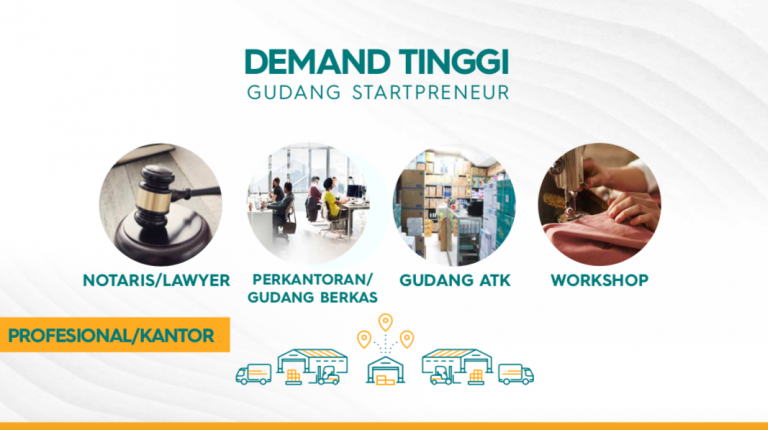 DEMAND TINGGI
GUDANG STARTPRENEUR
NOTARIS/LAWYER
PERKANTORAN/
GUDANG BERKAS
GUDANG ATK
WORKSHOP
PROFESIONAL/KANTOR